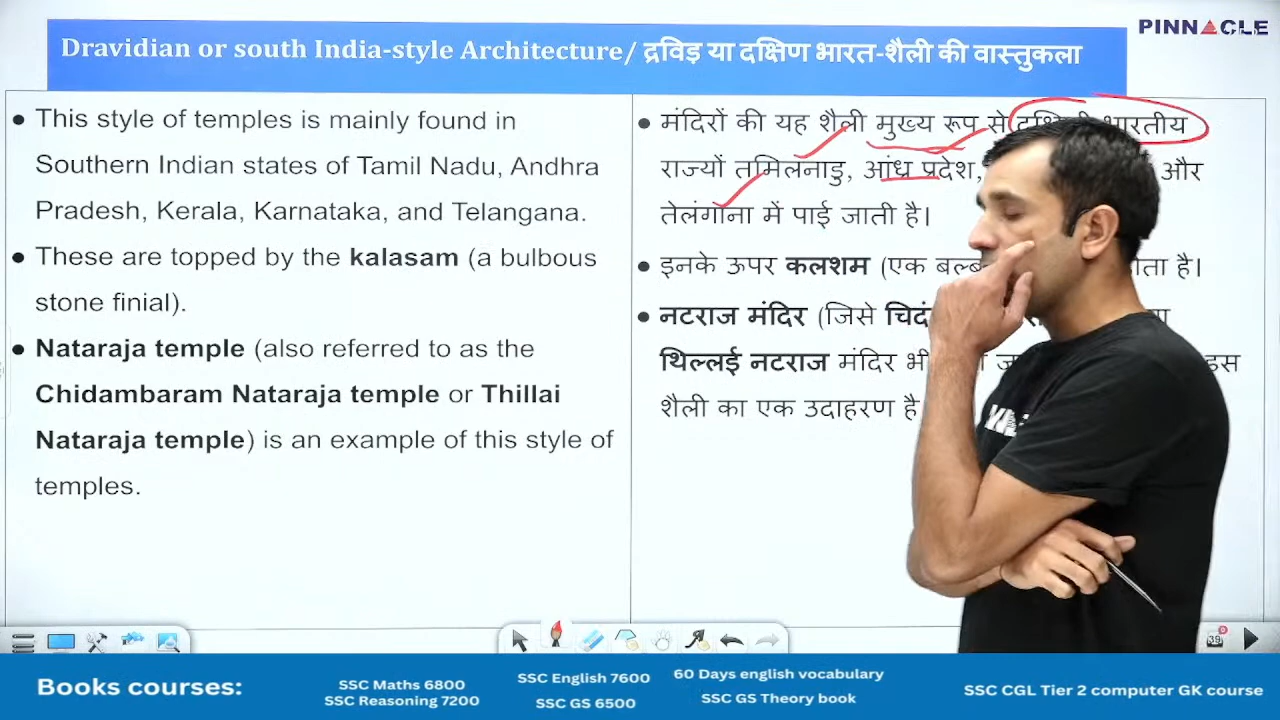 PINNACLE
Dravidian or south India-style Architecture/ द्रविड़ या दक्षिण भारत-शैली की वास्तुकला
● This style of temples is mainly found in
Southern Indian states of Tamil Nadu, Andhra
Pradesh, Kerala, Karnataka, and Telangana.
● These are topped by the kalasam (a bulbous
stone finial).
● Nataraja temple (also referred to as the
Chidambaram Nataraja temple or Thillai
Nataraja temple) is an example of this style of
temples.
● मंदिरों की यह शैली मुख्य रूप से भारतीय
राज्यों तमिलनाडु, आंध्र प्रदेश, और
तेलंगाना में पाई जाती है।
● इनके ऊपर कलशम (एक है।
● नटराज मंदिर (जिसे
थिल्लई नटराज मंदिर भी इस
शैली का एक उदाहरण है
39
Books courses:
SSC Maths 6800
SSC Reasoning 7200
SSC English 7600
SSC GS 6500
60 Days english vocabulary
SSC GS Theory book
SSC CGL Tier 2 computer GK course